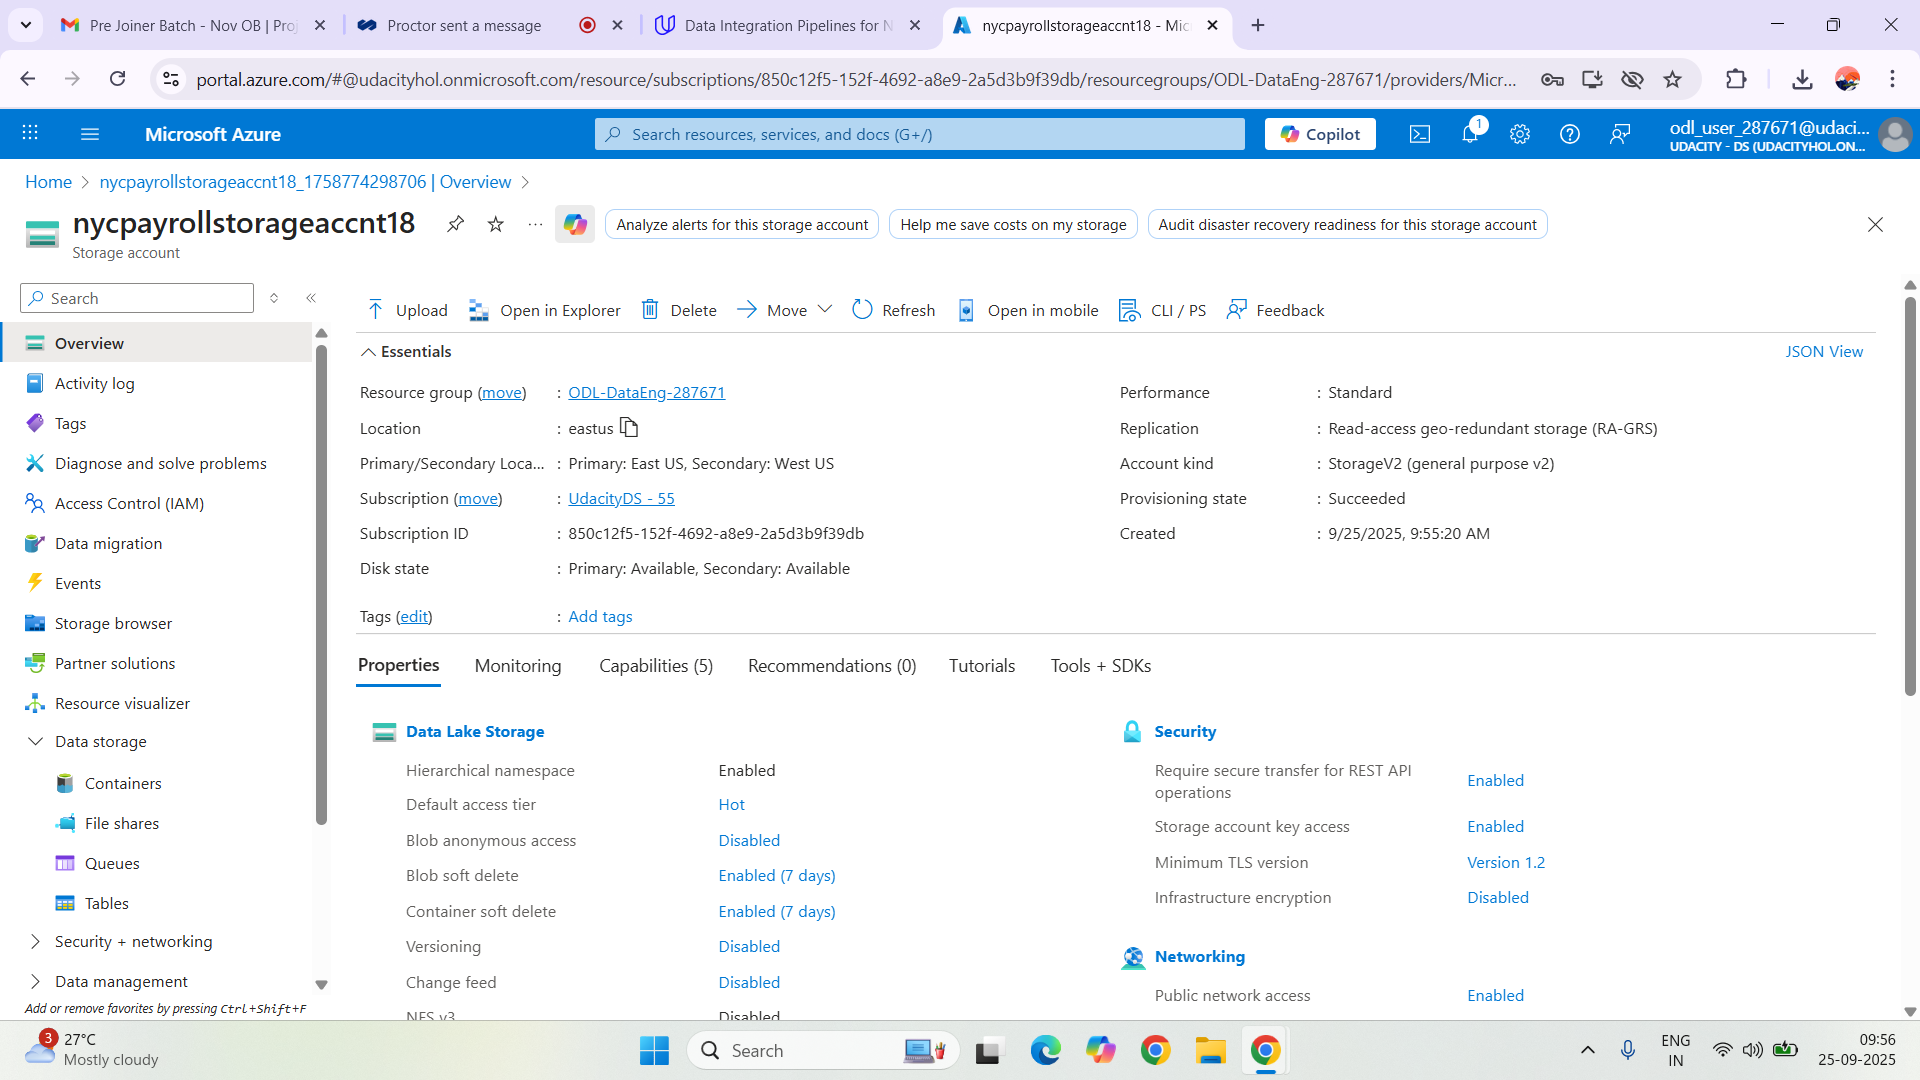 Pre Joiner Batch - Nov OB | Proj
Proctor sent a message
Data Integration Pipelines for N
nycpayrollstorageaccnt18 - Mic
portal.azure.com/#@udacityhol.onmicrosoft.com/resource/subscriptions/850c12f5-152f-4692-a8e9-2a5d3b9f39db/resourcegroups/ODL-DataEng-287671/providers/Micr...
Microsoft Azure
Search resources, services, and docs (G+/)
Copilot
1
odl_user_287671@udaci...
UDACITY - DS (UDACITYHOL.ON...
Home
nycpayrollstorageaccnt18_1758774298706 | Overview
nycpayrollstorageaccnt18
Storage account
Analyze alerts for this storage account
Help me save costs on my storage
Audit disaster recovery readiness for this storage account
Search
Overview
Activity log
Tags
Diagnose and solve problems
Access Control (IAM)
Data migration
Events
Storage browser
Partner solutions
Resource visualizer
Data storage
Containers
File shares
Queues
Tables
Security + networking
Data management
Add or remove favorites by pressing Ctrl+Shift+F
Upload
Open in Explorer
Delete
Move
Refresh
Open in mobile
CLI / PS
Feedback
Essentials
JSON View
Resource group (move) : ODL-DataEng-287671
Location : eastus
Primary/Secondary Loca... : Primary: East US, Secondary: West US
Subscription (move) : UdacityDS - 55
Subscription ID : 850c12f5-152f-4692-a8e9-2a5d3b9f39db
Disk state : Primary: Available, Secondary: Available
Tags (edit) : Add tags
Performance : Standard
Replication : Read-access geo-redundant storage (RA-GRS)
Account kind : StorageV2 (general purpose v2)
Provisioning state : Succeeded
Created : 9/25/2025, 9:55:20 AM
Properties
Monitoring
Capabilities (5)
Recommendations (0)
Tutorials
Tools + SDKs
Data Lake Storage
Hierarchical namespace Enabled
Default access tier Hot
Blob anonymous access Disabled
Blob soft delete Enabled (7 days)
Container soft delete Enabled (7 days)
Versioning Disabled
Change feed Disabled
NFS v3 Disabled
Security
Require secure transfer for REST API
operations Enabled
Storage account key access Enabled
Minimum TLS version Version 1.2
Infrastructure encryption Disabled
Networking
Public network access Enabled
3
27°C
Mostly cloudy
Search
ENG
IN
09:56
25-09-2025